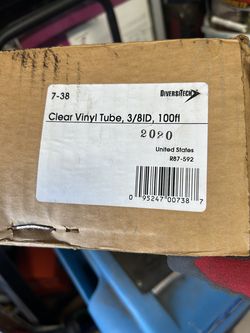 7-38
DIVERSITECH
Clear Vinyl Tube, 3/8ID, 100ft
2020
United States
R87-592
0 95247 00738 7